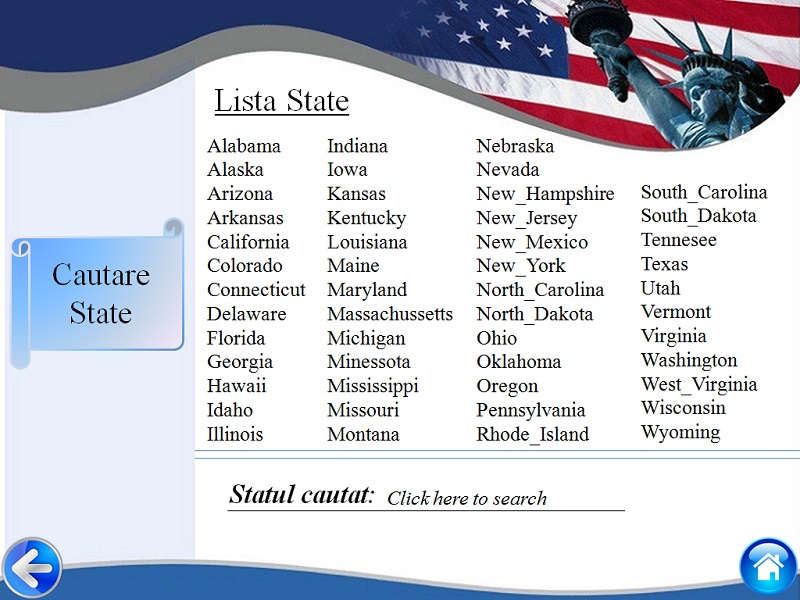 Lista State
Cautare
State
Alabama
Alaska
Arizona
Arkansas
California
Colorado
Connecticut
Delaware
Florida
Georgia
Hawaii
Idaho
Illinois
Indiana
Iowa
Kansas
Kentucky
Louisiana
Maine
Maryland
Massachussetts
Michigan
Minessota
Mississippi
Missouri
Montana
Nebraska
Nevada
New_Hampshire
New_Jersey
New_Mexico
New_York
North_Carolina
North_Dakota
Ohio
Oklahoma
Oregon
Pennsylvania
Rhode_Island
South_Carolina
South_Dakota
Tennesee
Texas
Utah
Vermont
Virginia
Washington
West_Virginia
Wisconsin
Wyoming
Statul cautat: Click here to search